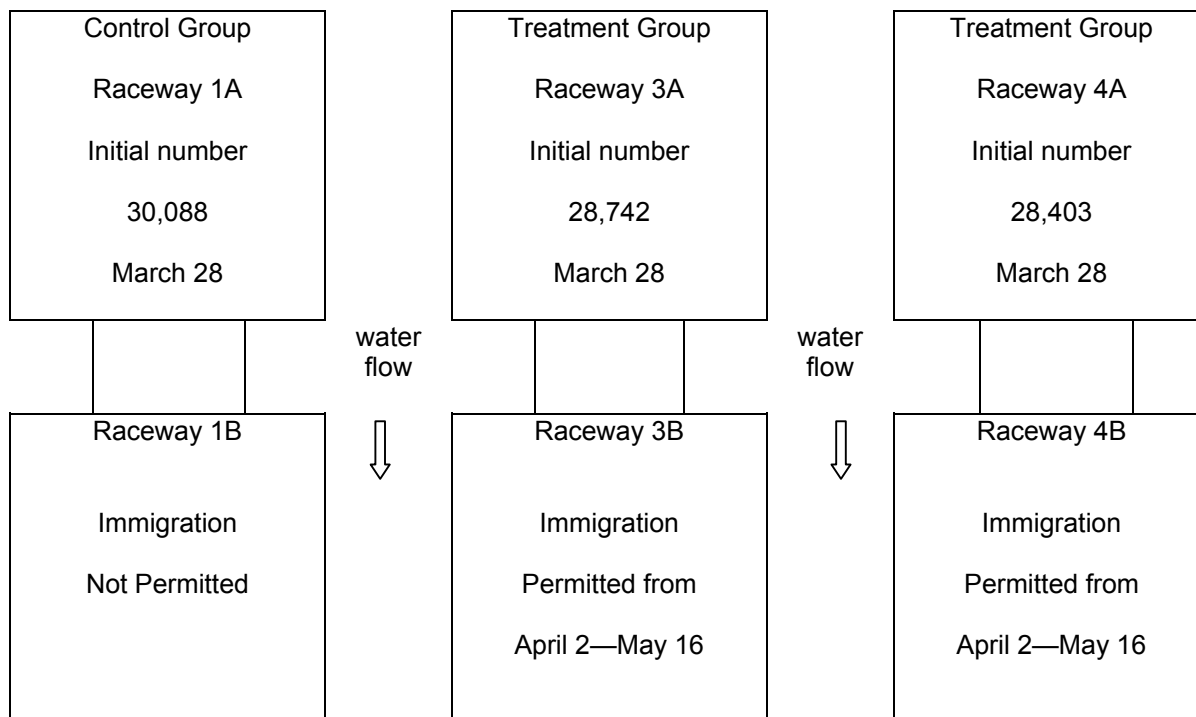 Control Group
Raceway 1A
Initial number
30,088
March 28
Treatment Group
Raceway 3A
Initial number
28,742
March 28
Treatment Group
Raceway 4A
Initial number
28,403
March 28
water
flow
water
flow
Raceway 1B
Immigration
Not Permitted
Raceway 3B
Immigration
Permitted from
April 2—May 16
Raceway 4B
Immigration
Permitted from
April 2—May 16